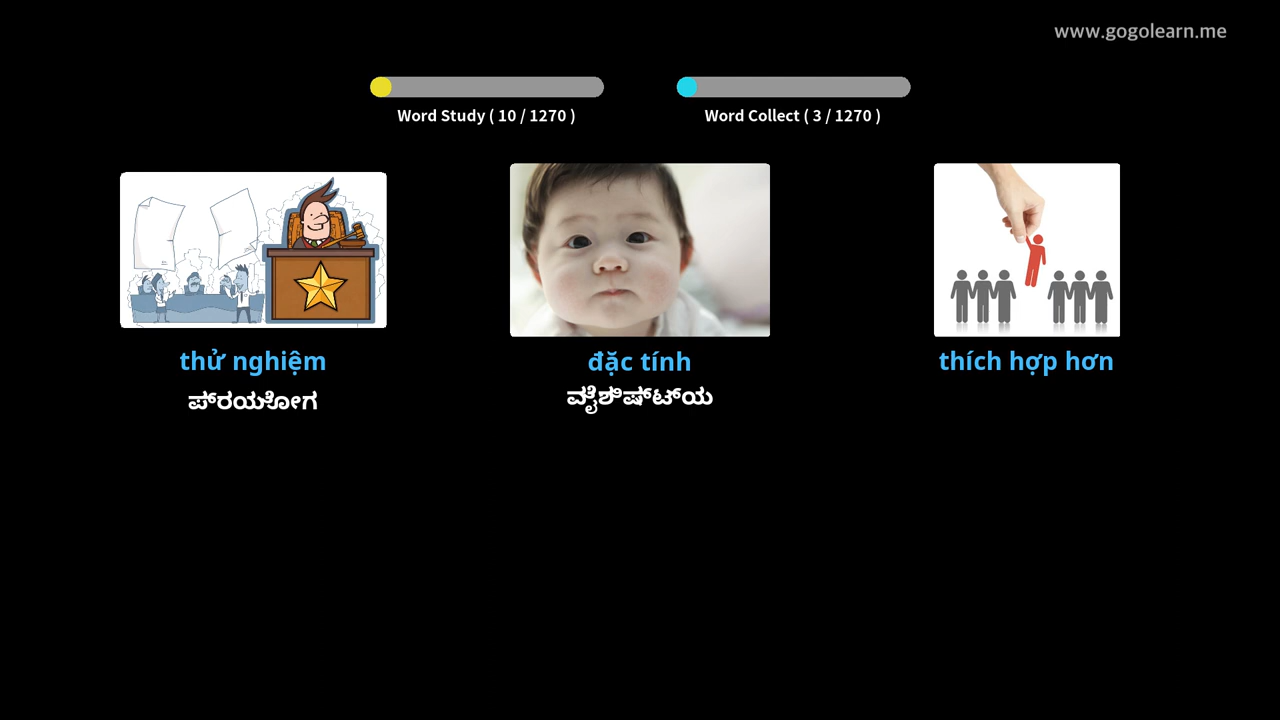 www.gogolearn.me
Word Study ( 10 / 1270 )
Word Collect ( 3 / 1270 )
thử nghiệm
ಪ್ರಯೋಗ
đặc tính
ವೈಶಿಷ್ಟ್ಯ
thích hợp hơn